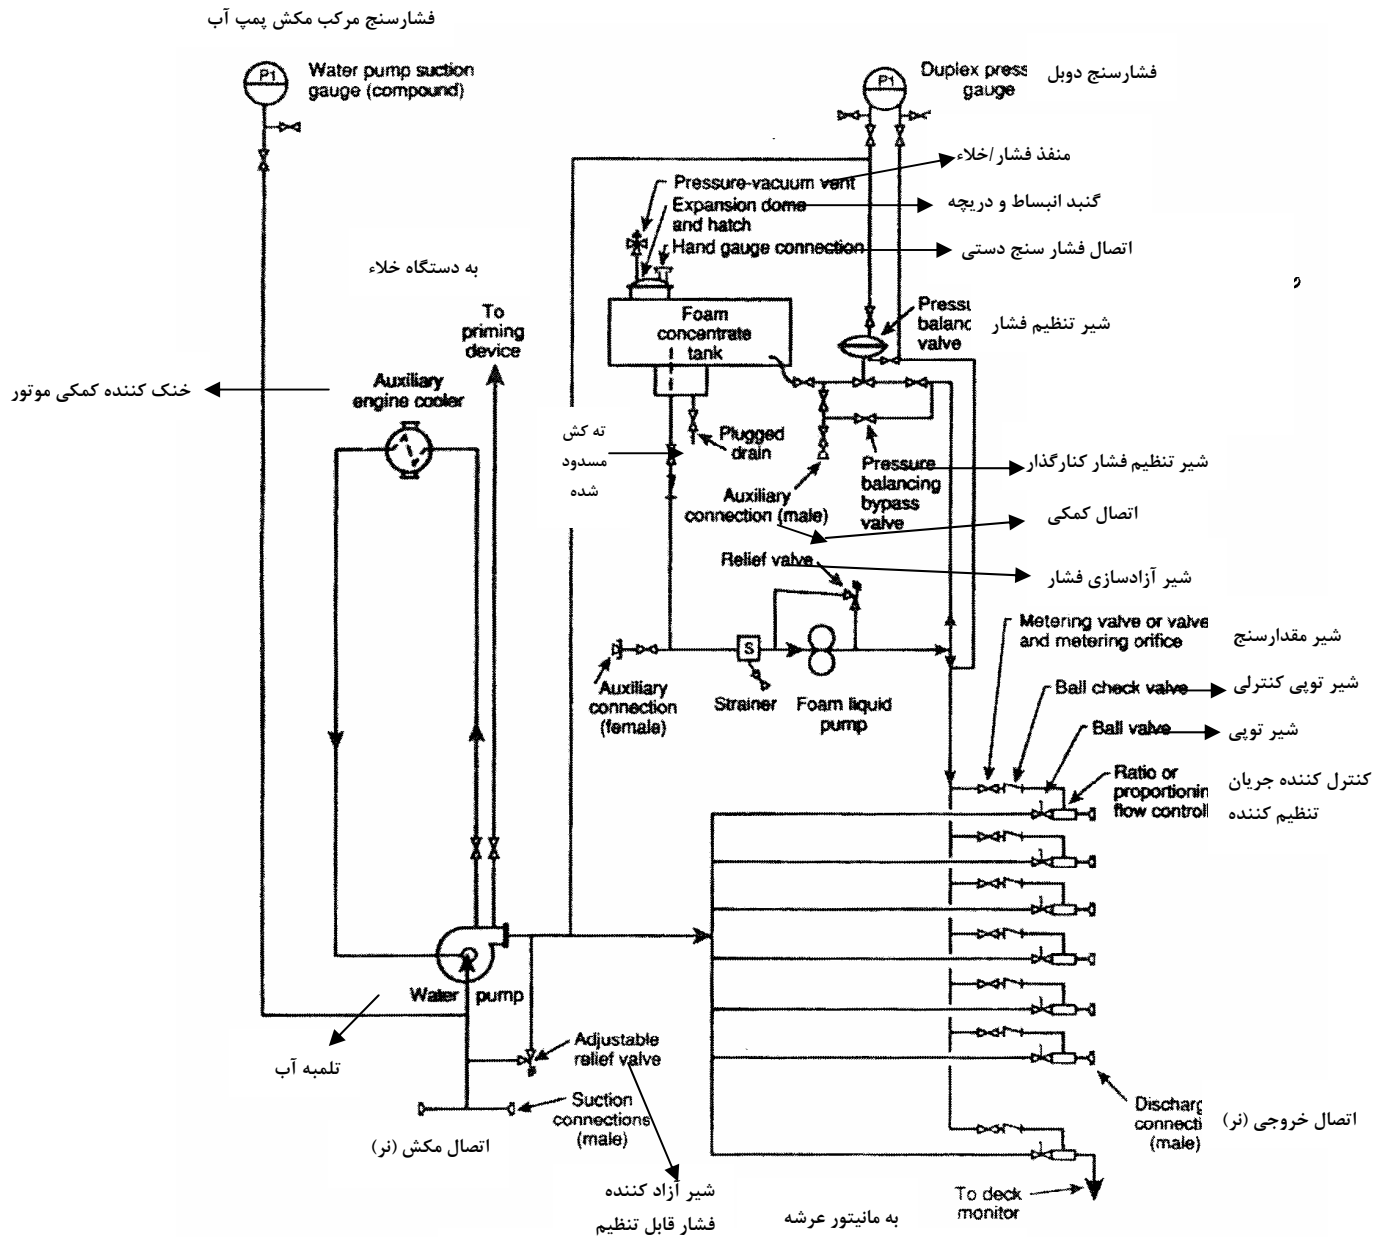 فشارسنج مرکب مکش پمپ آب
P1
Water pump suction
gauge (compound)
P1
Duplex press
gauge
فشارسنج دوبل
Pressure-vacuum vent
منفذ فشار/خلاء
Expansion dome
and hatch
گنبد انبساط و دریچه
Hand gauge connection
اتصال فشار سنج دستی
به دستگاه خلاء
To
priming
device
Foam
concentrate
tank
Pressu
balanc
valve
شیر تنظیم فشار
خنک کننده کمکی موتور
Auxiliary
engine cooler
ته کش
مسدود
شده
Plugged
drain
Auxiliary
connection (male)
Pressure
balancing
bypass
valve
شیر تنظیم فشار کنارگذار
اتصال کمکی
Relief valve
شیر آزادسازی فشار
Metering valve or valve
and metering orifice
شیر مقدارسنج
S
Auxiliary
connection
(female)
Strainer
Foam liquid
pump
Ball check valve
شیر توپی کنترلی
Ball valve
شیر توپی
Ratio or
proportionin
flow controll
کنترل کننده جریان
تنظیم کننده
Water pump
تلمبه آب
Adjustable
relief valve
Suction
connections
(male)
اتصال مکش (نر)
Discharg
connecti
(male)
اتصال خروجی (نر)
شیر آزاد کننده
فشار قابل تنظیم
To deck
monitor
به مانیتور عرشه